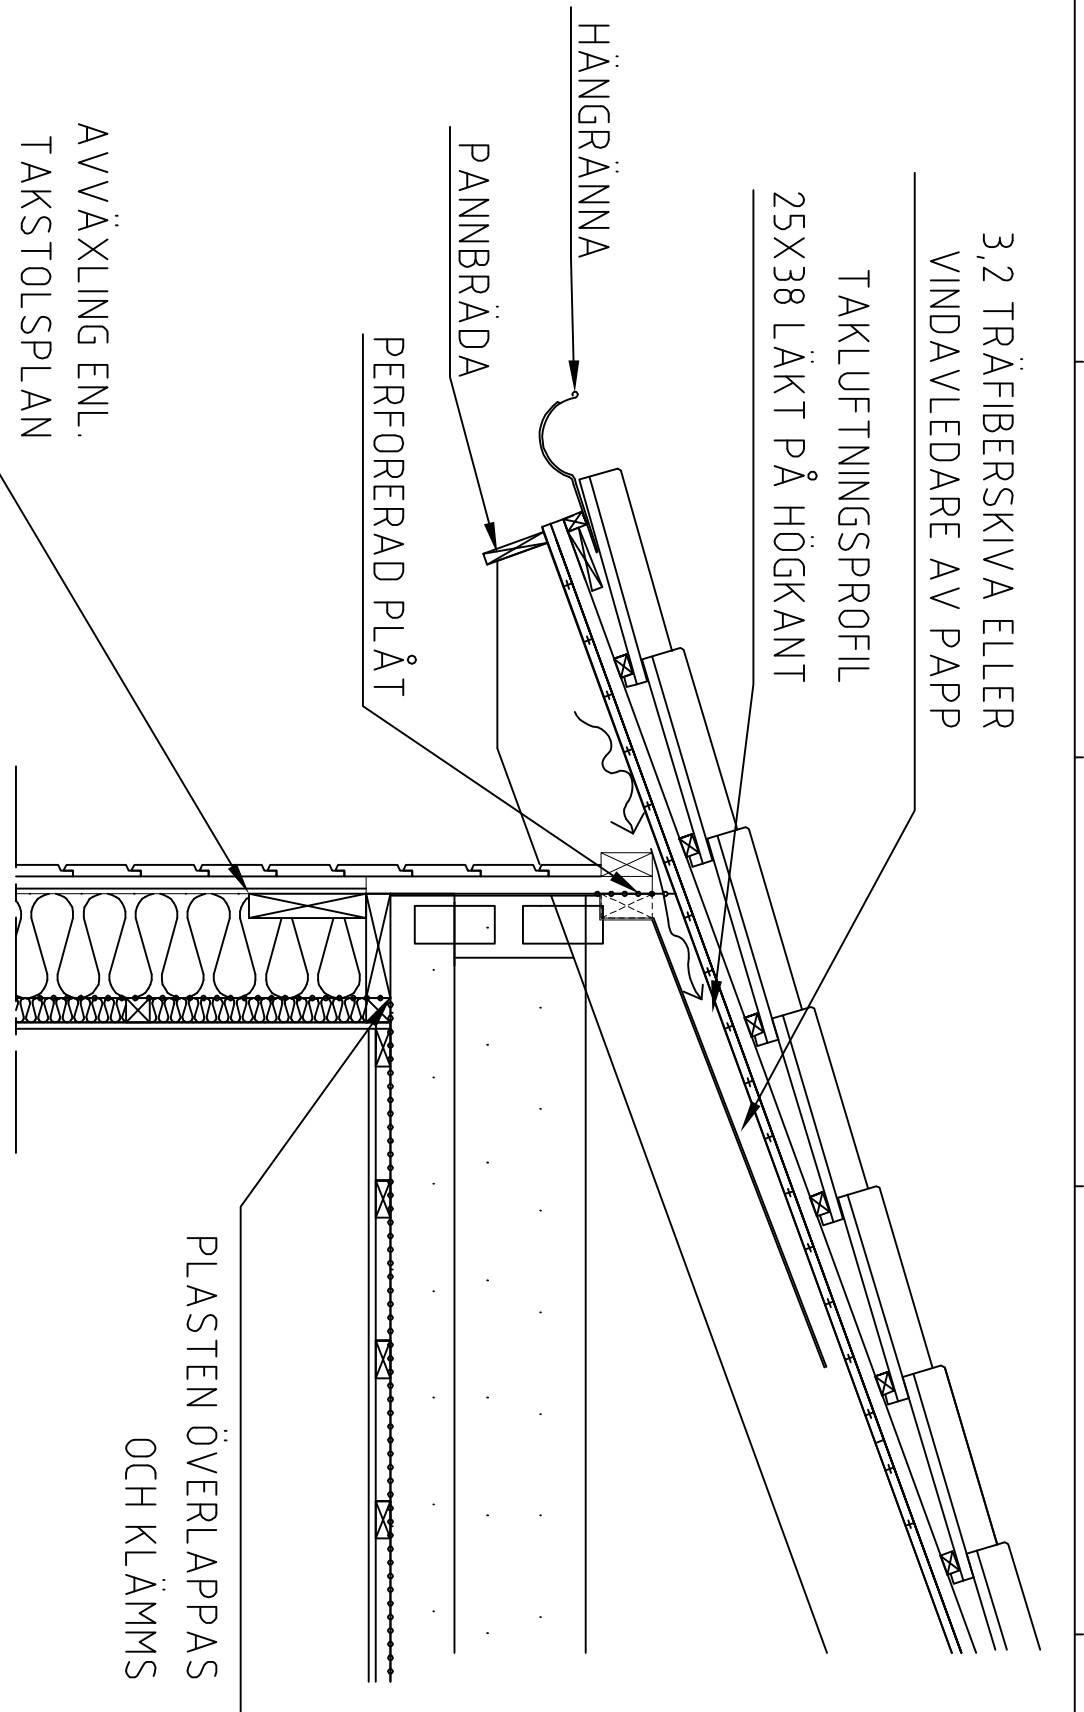 3,2 TRÄFIBERSKIVA ELLER
VINDAVLEDARE AV PAPP
TAKLUFTNINGSPROFIL
25X38 LÄKT PÅ HÖGKANT
HÄNGRÄNNA
PANNBRÄDA
PERFORERAD PLÅT
AVVÄXLING ENL.
TAKSTOLSPLAN
PLASTEN ÖVERLAPPAS
OCH KLÄMMS